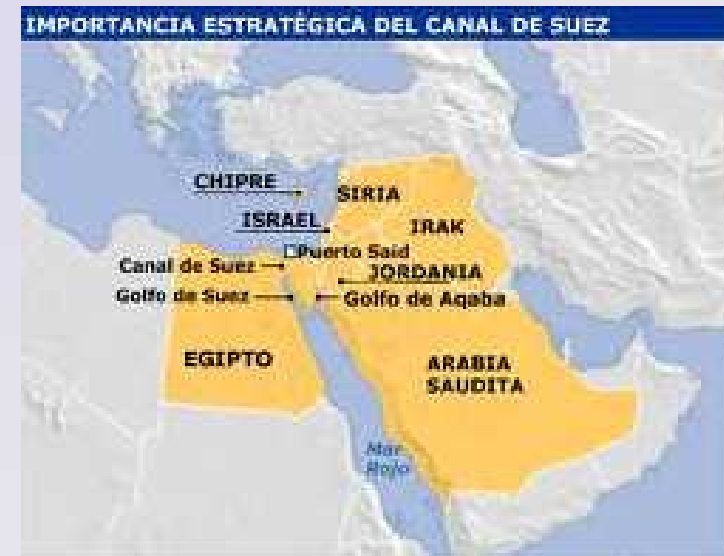 IMPORTANCIA ESTRATÉGICA DEL CANAL DE SUEZ
CHIPRE
SIRIA
ISRAEL
IRAK
Puerto Said
Canal de Suez
JORDANIA
Golfo de Suez
Golfo de Aqaba
EGIPTO
ARABIA
SAUDITA
Mar
Rojo